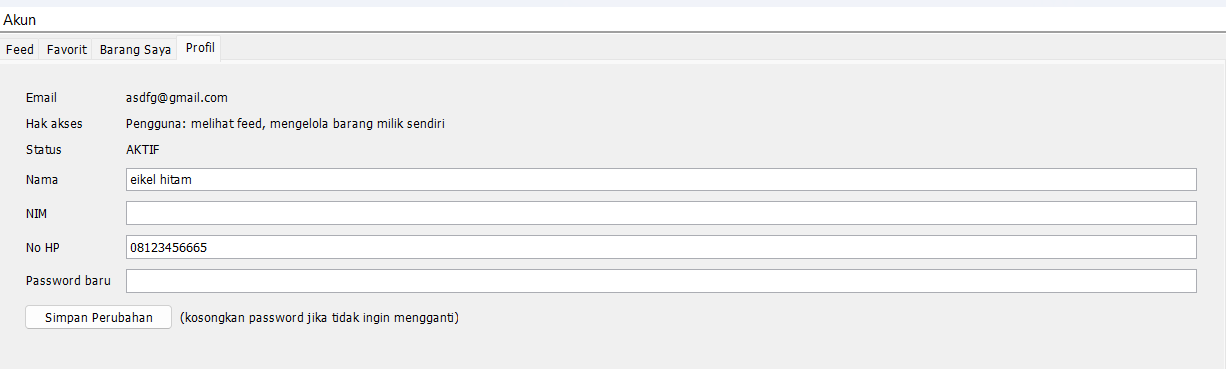 Akun
Feed Favorit Barang Saya Profil
Email asdfg@gmail.com
Hak akses Pengguna: melihat feed, mengelola barang milik sendiri
Status AKTIF
Nama eikel hitam
NIM
No HP 08123456665
Password baru
Simpan Perubahan (kosongkan password jika tidak ingin mengganti)